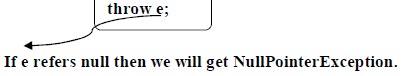 throw e;
If e refers null then we will get NullPointerException.